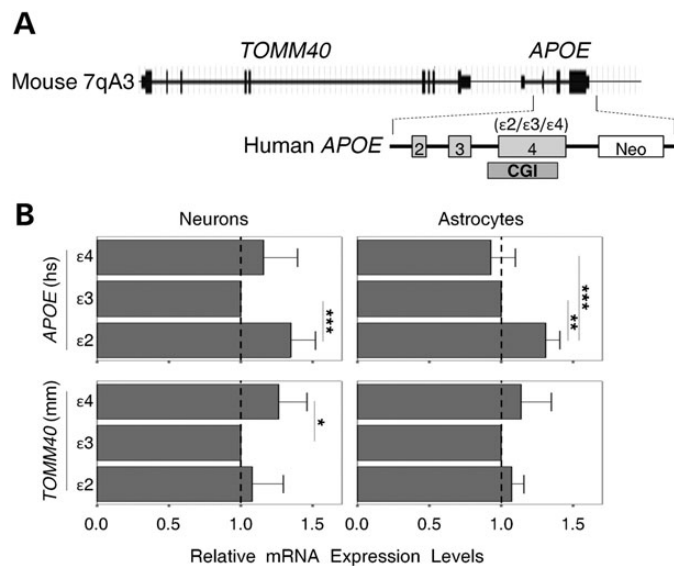 A
TOMM40 APOE
Mouse 7qA3
(ε2/ε3/ε4)
Human APOE 2 3 4 Neo
CGI
B
Neurons Astrocytes
APOE (hs)
ε4
ε3
ε2
***
***
**
TOMM40 (mm)
ε4
ε3
ε2
*
0.0 0.5 1.0 1.5 0.0 0.5 1.0 1.5
Relative mRNA Expression Levels